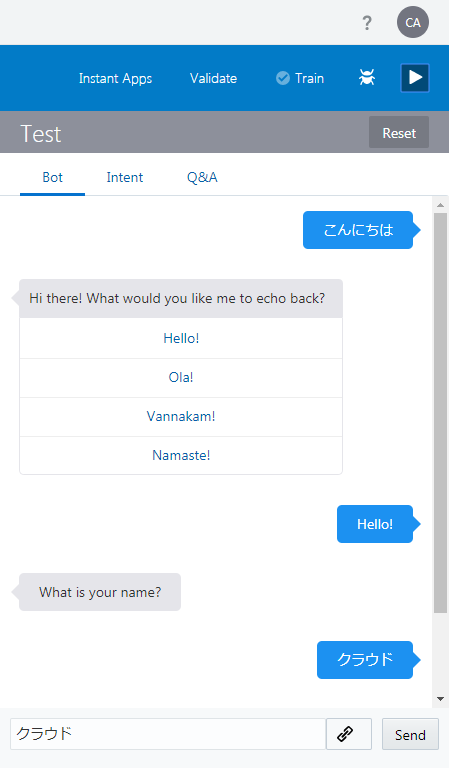 ? CA
Instant Apps Validate Train
Test Reset
Bot Intent Q&A
こんにちは
Hi there! What would you like me to echo back?
Hello!
Ola!
Vannakam!
Namaste!
Hello!
What is your name?
クラウド
クラウド Send